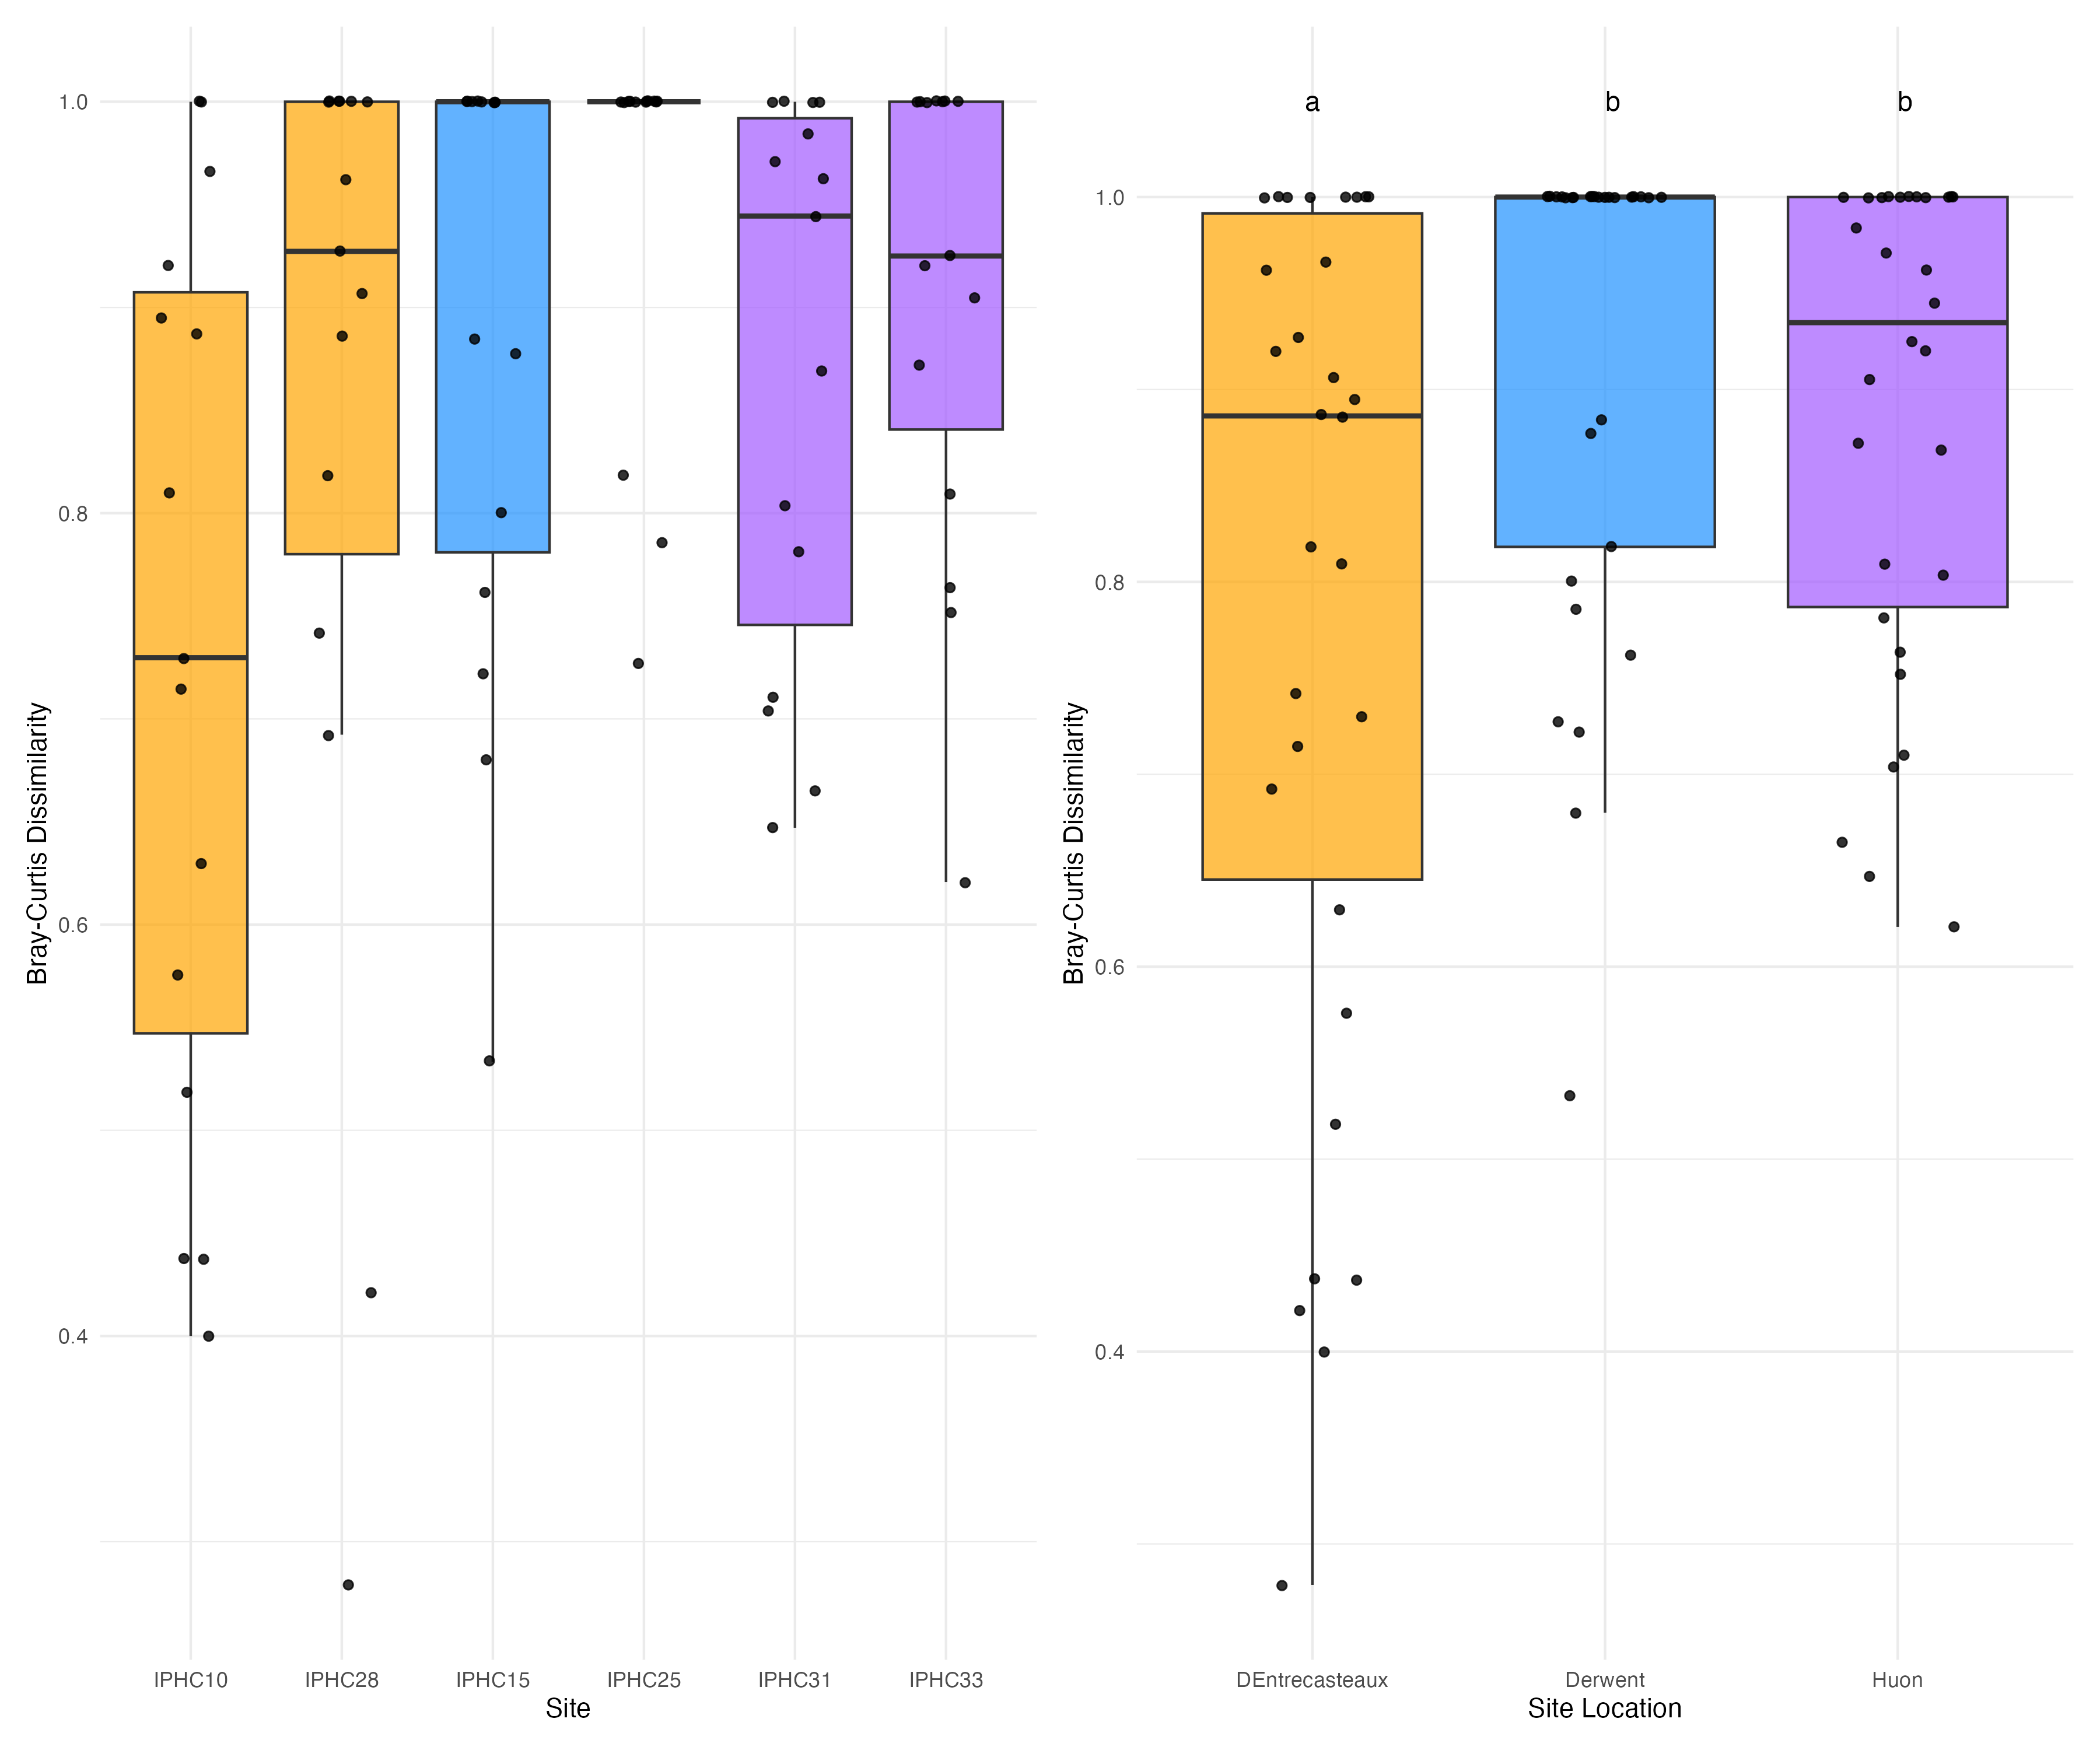 Bray-Curtis Dissimilarity
1.0
0.8
0.6
0.4
IPHC10 IPHC28 IPHC15 IPHC25 IPHC31 IPHC33
Site
Bray-Curtis Dissimilarity
a b b
1.0
0.8
0.6
0.4
DEntrecasteaux Derwent Huon
Site Location